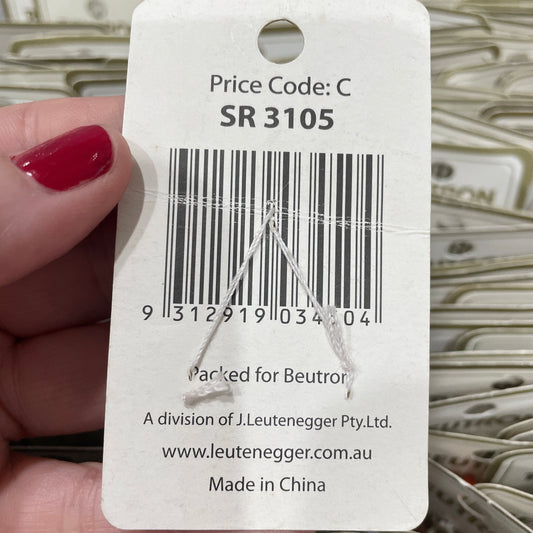 Price Code: C
SR 3105
9 312919
Packed for Beutron
A division of J.Leutenegger Pty.Ltd.
www.leutenegger.com.au
Made in China